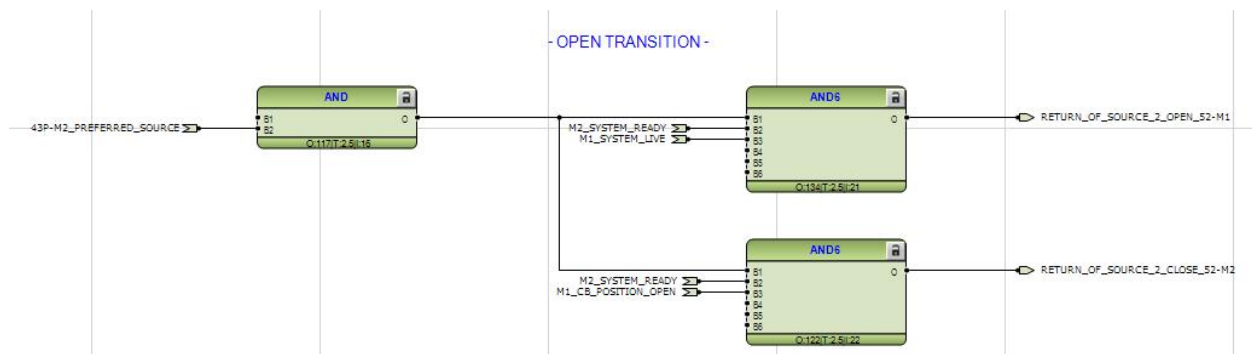 - OPEN TRANSITION -
AND
B1
B2
O
O:117|T:2.5|I:16
43P-M2_PREFERRED_SOURCE
AND6
B1
B2
B3
B4
B5
B6
O
O:134|T:2.5|I:21
M2_SYSTEM_READY
M1_SYSTEM_LIVE
RETURN_OF_SOURCE_2_OPEN_52-M1
AND6
B1
B2
B3
B4
B5
B6
O
O:122|T:2.5|I:22
M2_SYSTEM_READY
M1_CB_POSITION_OPEN
RETURN_OF_SOURCE_2_CLOSE_52-M2